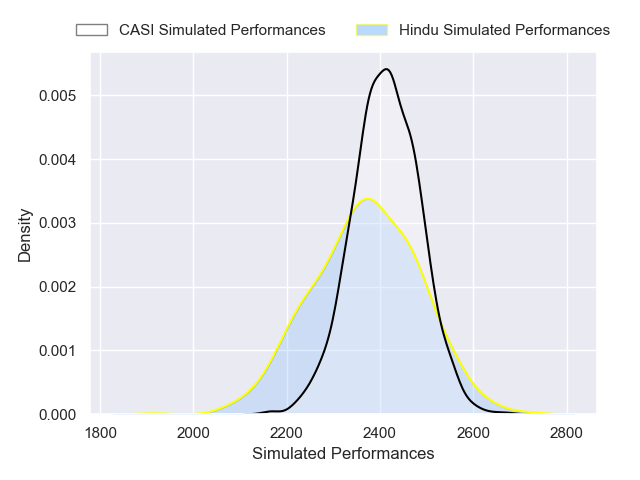 CASI Simulated Performances
Hindu Simulated Performances
0.005
0.004
0.003
0.002
0.001
0.000
Density
1800 2000 2200 2400 2600 2800
Simulated Performances